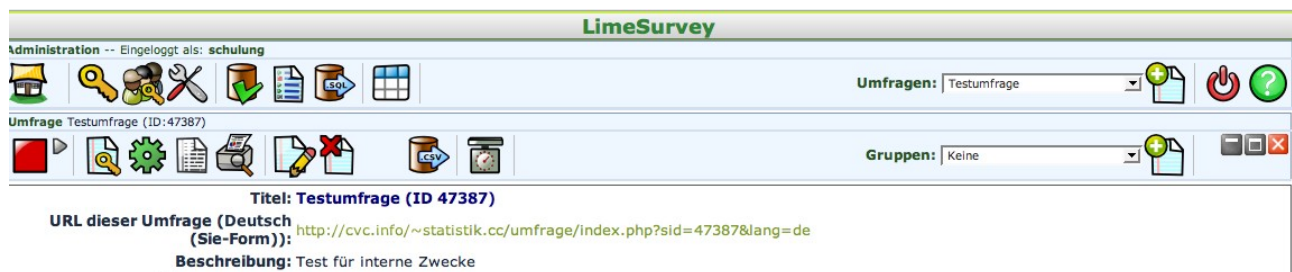 LimeSurvey
Administration -- Eingeloggt als: schulung
.SQL
Umfragen: Testumfrage
?
Umfrage Testumfrage (ID:47387)
.CSV
Gruppen: Keine
Titel: Testumfrage (ID 47387)
URL dieser Umfrage (Deutsch (Sie-Form)): http://cvc.info/~statistik.cc/umfrage/index.php?sid=47387&lang=de
Beschreibung: Test für interne Zwecke